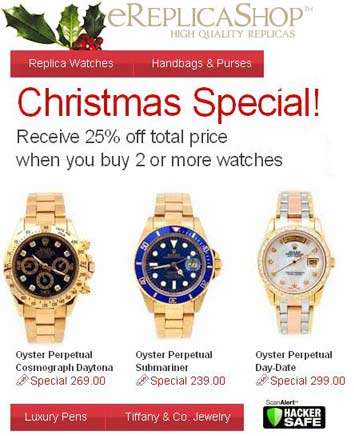 eReplicaShop™
HIGH QUALITY REPLICAS
Replica Watches Handbags & Purses
Christmas Special!
Receive 25% off total price
when you buy 2 or more watches
Oyster Perpetual
Cosmograph Daytona
Special 269.00
Oyster Perpetual
Submariner
Special 239.00
Oyster Perpetual
Day-Date
Special 299.00
Luxury Pens Tiffany & Co. Jewelry
ScanAlert™
HACKER
SAFE